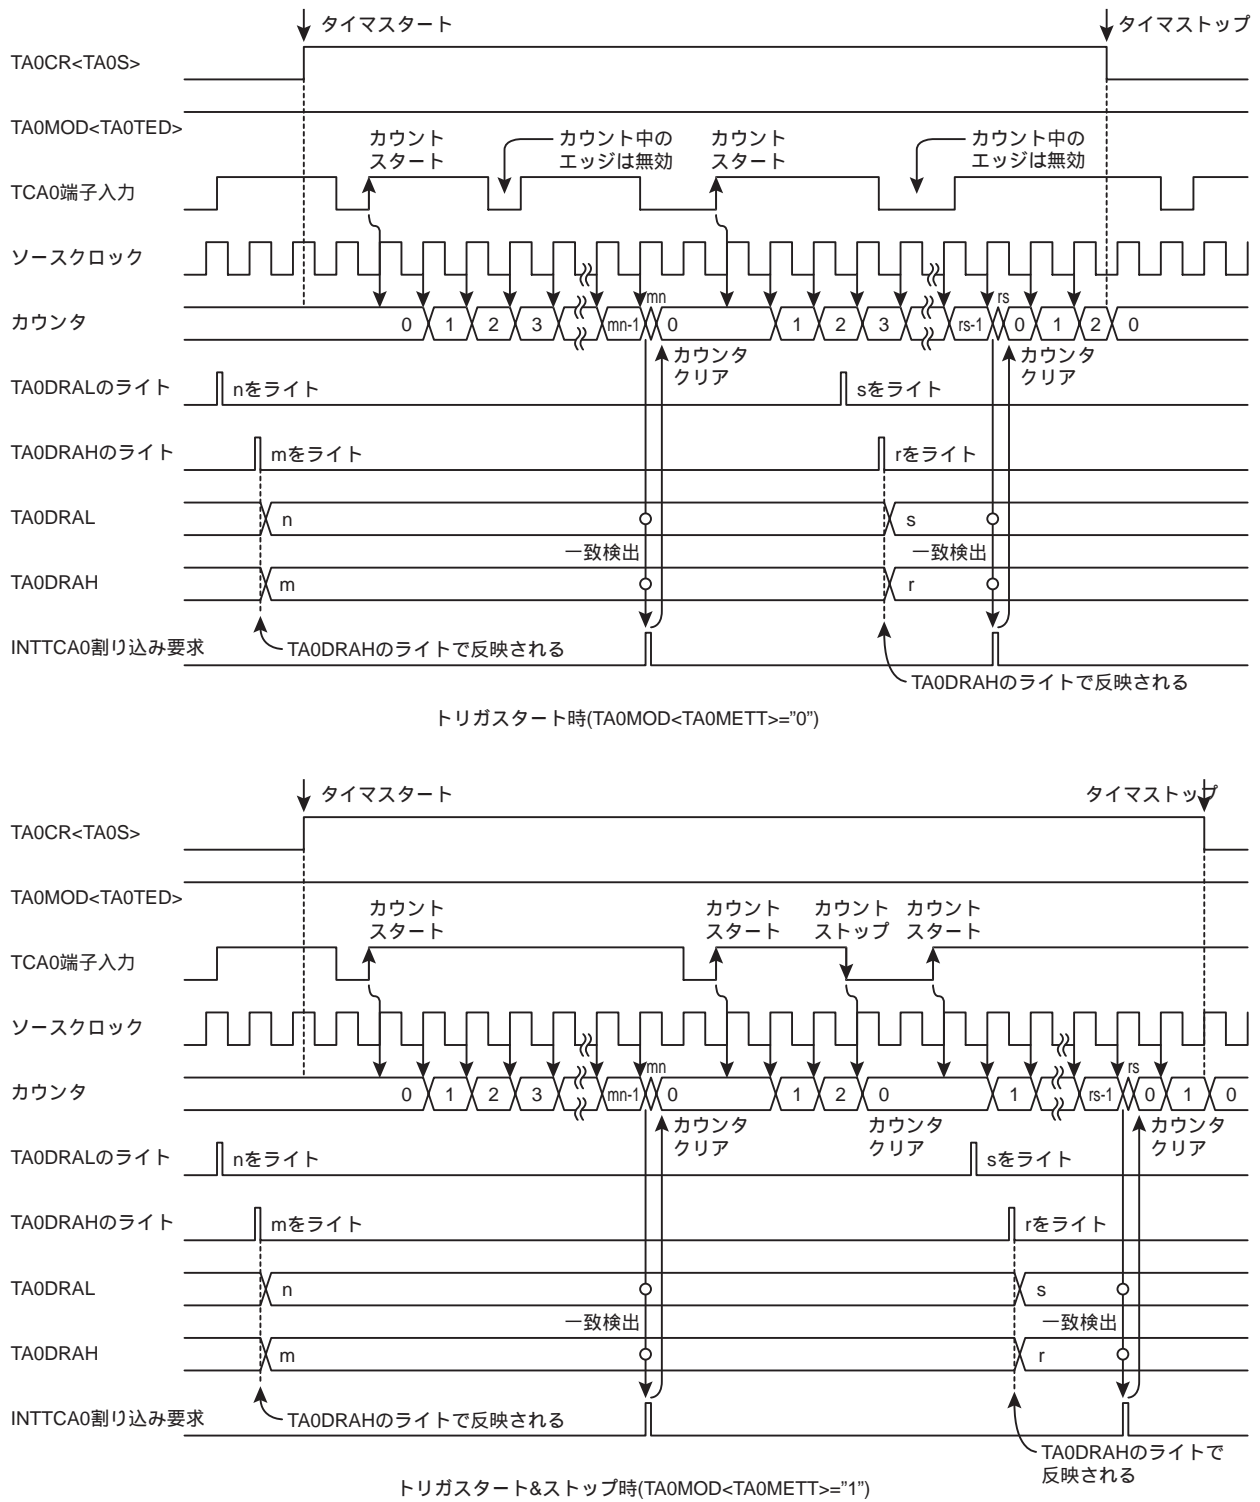 タイマスタート
タイマストップ
TA0CR<TA0S>
TA0MOD<TA0TED>
カウント
スタート
カウント中の
エッジは無効
カウント
スタート
カウント中の
エッジは無効
TCA0端子入力
ソースクロック
mn
rs
カウンタ
0 1 2 3 mn-1 0 1 2 3 rs-1 0 1 2 0
カウンタ
クリア
カウンタ
クリア
TA0DRALのライト
nをライト
sをライト
TA0DRAHのライト
mをライト
rをライト
TA0DRAL
n
s
一致検出
一致検出
TA0DRAH
m
r
INTTCA0割り込み要求
TA0DRAHのライトで反映される
TA0DRAHのライトで反映される
トリガスタート時(TA0MOD<TA0METT>=”0”)
タイマスタート
タイマストップ
TA0CR<TA0S>
TA0MOD<TA0TED>
カウント
スタート
カウント
スタート
カウント
ストップ
カウント
スタート
TCA0端子入力
ソースクロック
mn
rs
カウンタ
0 1 2 3 mn-1 0 1 2 0 1 rs-1 0 1 0
カウンタ
クリア
カウンタ
クリア
カウンタ
クリア
TA0DRALのライト
nをライト
sをライト
TA0DRAHのライト
mをライト
rをライト
TA0DRAL
n
s
一致検出
一致検出
TA0DRAH
m
r
INTTCA0割り込み要求
TA0DRAHのライトで反映される
TA0DRAHのライトで
反映される
トリガスタート&ストップ時(TA0MOD<TA0METT>=”1”)